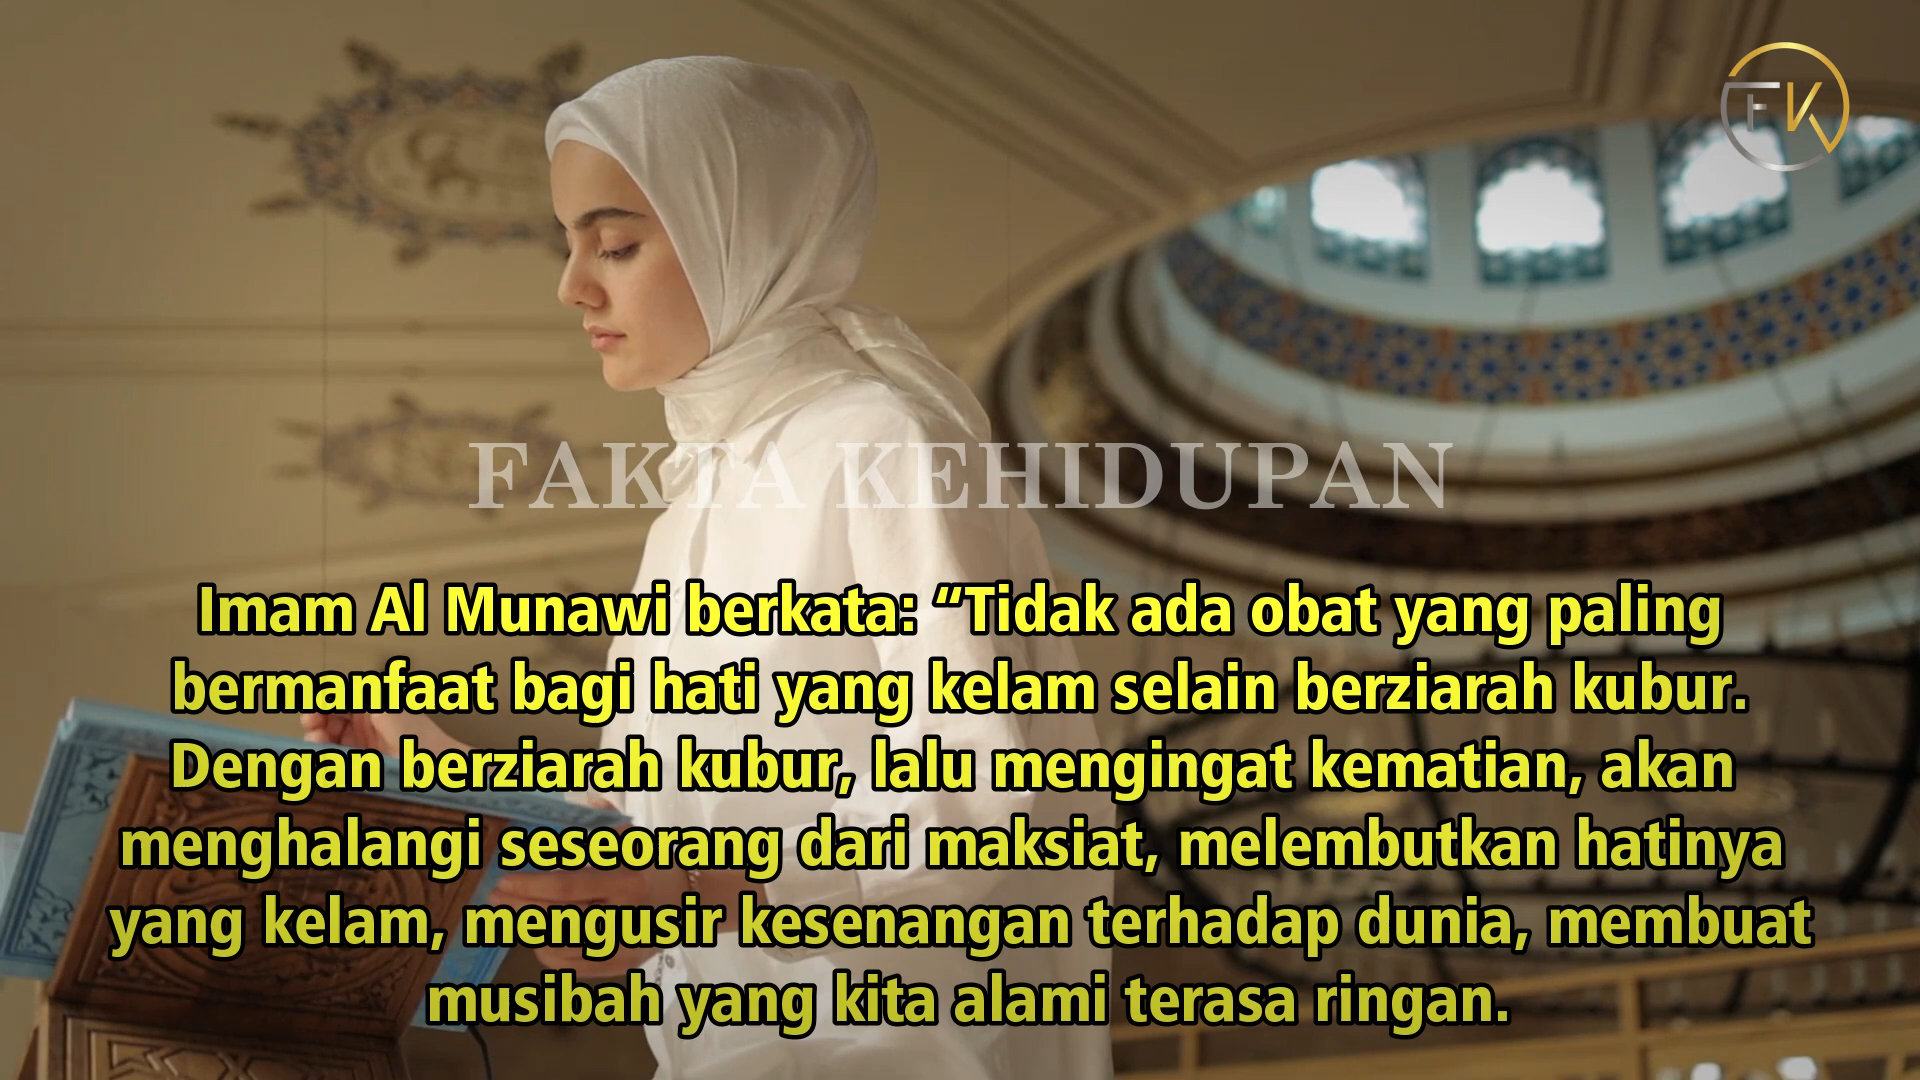 FK
FAKTA KEHIDUPAN
Imam Al Munawi berkata: “Tidak ada obat yang paling
bermanfaat bagi hati yang kelam selain berziarah kubur.
Dengan berziarah kubur, lalu mengingat kematian, akan
menghalangi seseorang dari maksiat, melembutkan hatinya
yang kelam, mengusir kesenangan terhadap dunia, membuat
musibah yang kita alami terasa ringan.